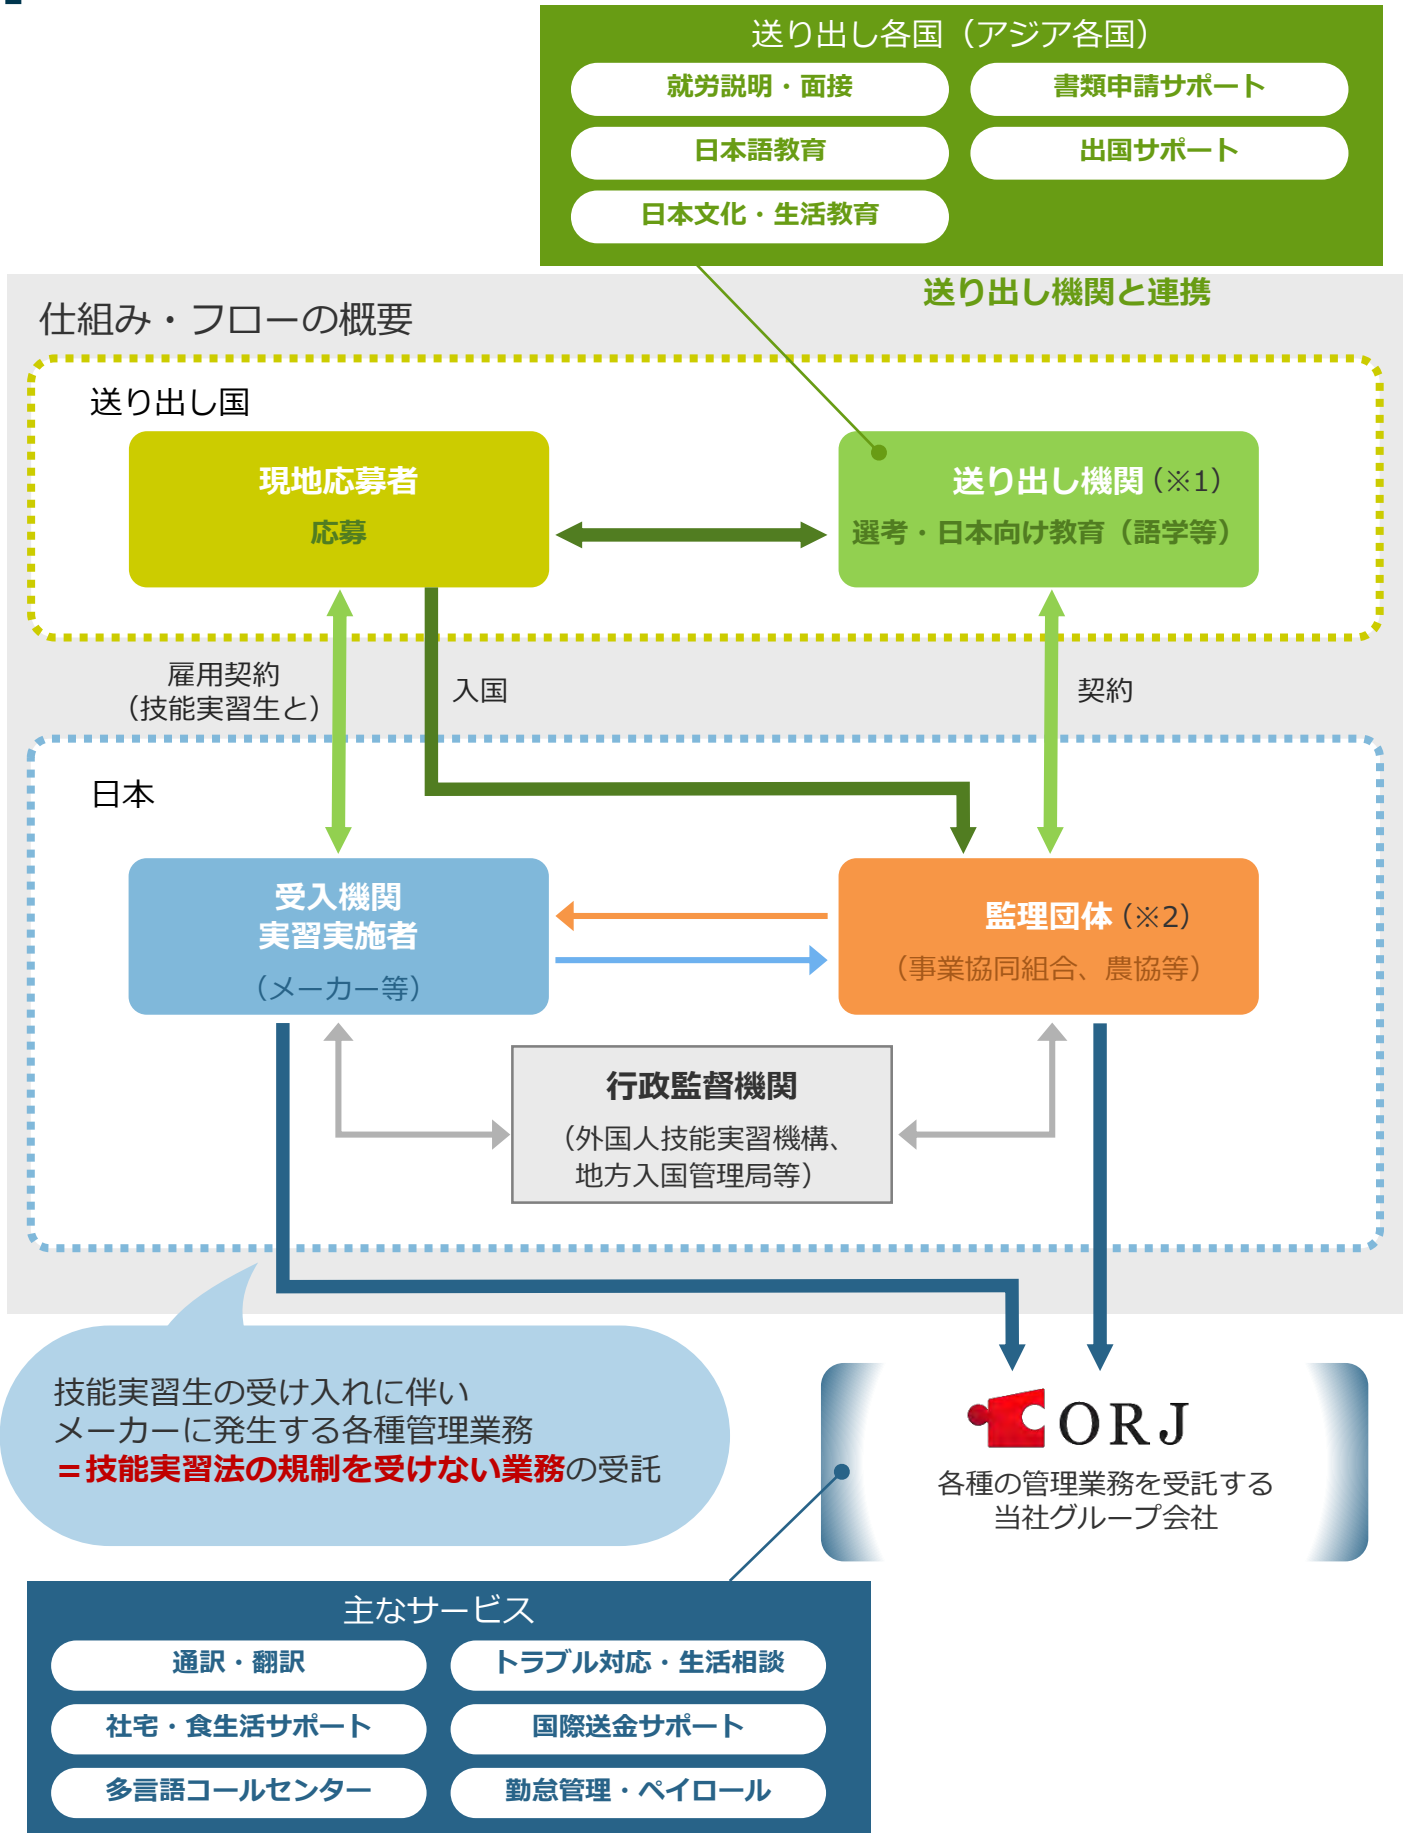 送り出し各国（アジア各国）
就労説明・面接
書類申請サポート
日本語教育
出国サポート
日本文化・生活教育
送り出し機関と連携
仕組み・フローの概要
送り出し国
現地応募者
応募
送り出し機関（※1）
選考・日本向け教育（語学等）
雇用契約
（技能実習生と）
入国
契約
日本
受入機関
実習実施者
（メーカー等）
監理団体（※2）
（事業協同組合、農協等）
行政監督機関
（外国人技能実習機構、
地方入国管理局等）
技能実習生の受け入れに伴い
メーカーに発生する各種管理業務
＝技能実習法の規制を受けない業務の受託
ORJ
各種の管理業務を受託する
当社グループ会社
主なサービス
通訳・翻訳
トラブル対応・生活相談
社宅・食生活サポート
国際送金サポート
多言語コールセンター
勤怠管理・ペイロール